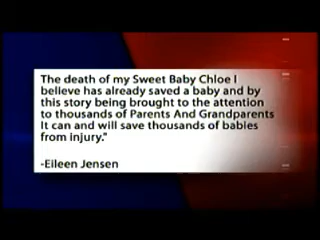 The death of my Sweet Baby Chloe I
believe has already saved a baby and by
this story being brought to the attention
to thousands of Parents And Grandparents
It can and will save thousands of babies
from injury."
-Eileen Jensen